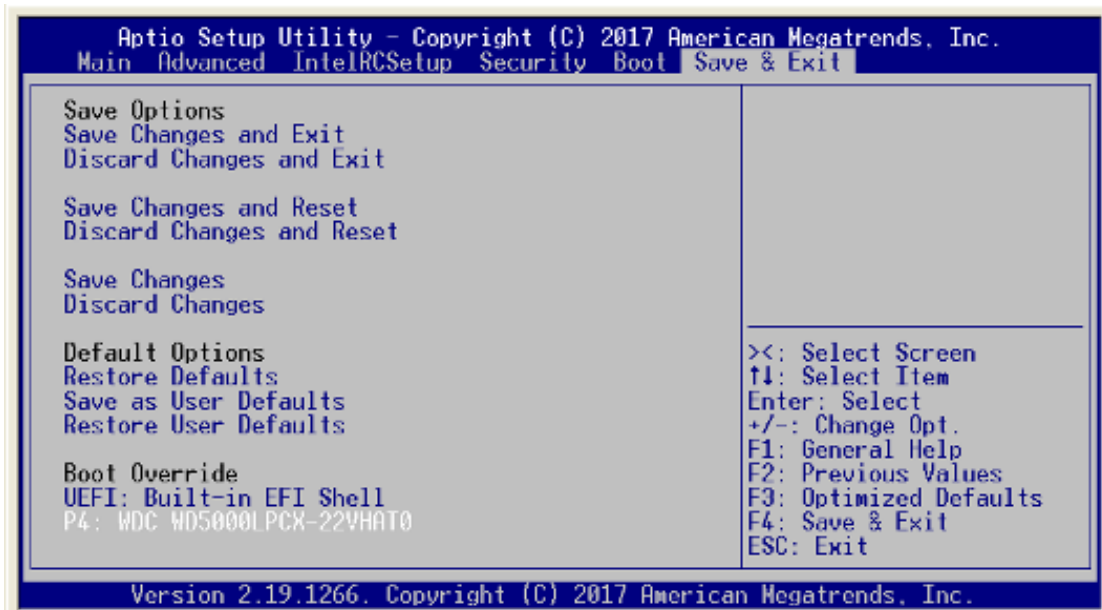 Aptio Setup Utility - Copyright (C) 2017 American Megatrends, Inc.
Main Advanced IntelRCSetup Security Boot Save & Exit
Save Options
Save Changes and Exit
Discard Changes and Exit
Save Changes and Reset
Discard Changes and Reset
Save Changes
Discard Changes
Default Options
Restore Defaults
Save as User Defaults
Restore User Defaults
Boot Override
UEFI: Built-in EFI Shell
P4: WDC WD5000LPCX-22VHAT0
><: Select Screen
↑↓: Select Item
Enter: Select
+/-: Change Opt.
F1: General Help
F2: Previous Values
F3: Optimized Defaults
F4: Save & Exit
ESC: Exit
Version 2.19.1266. Copyright (C) 2017 American Megatrends, Inc.